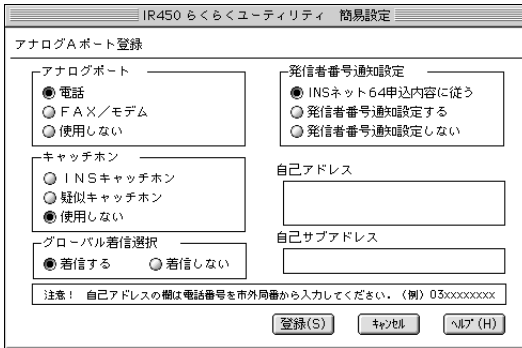 IR450らくらくユーティリティ 簡易設定
アナログAポート登録
アナログポート
電話
FAX/モデム
使用しない
発信者番号通知設定
INSネット64申込内容に従う
発信者番号通知設定する
発信者番号通知設定しない
キャッチホン
INSキャッチホン
疑似キャッチホン
使用しない
自己アドレス
グローバル着信選択
着信する 着信しない
自己サブアドレス
注意! 自己アドレスの欄は電話番号を市外局番から入力してください.(例)03xxxxxxxx
登録(S) キャンセル ヘルプ(H)